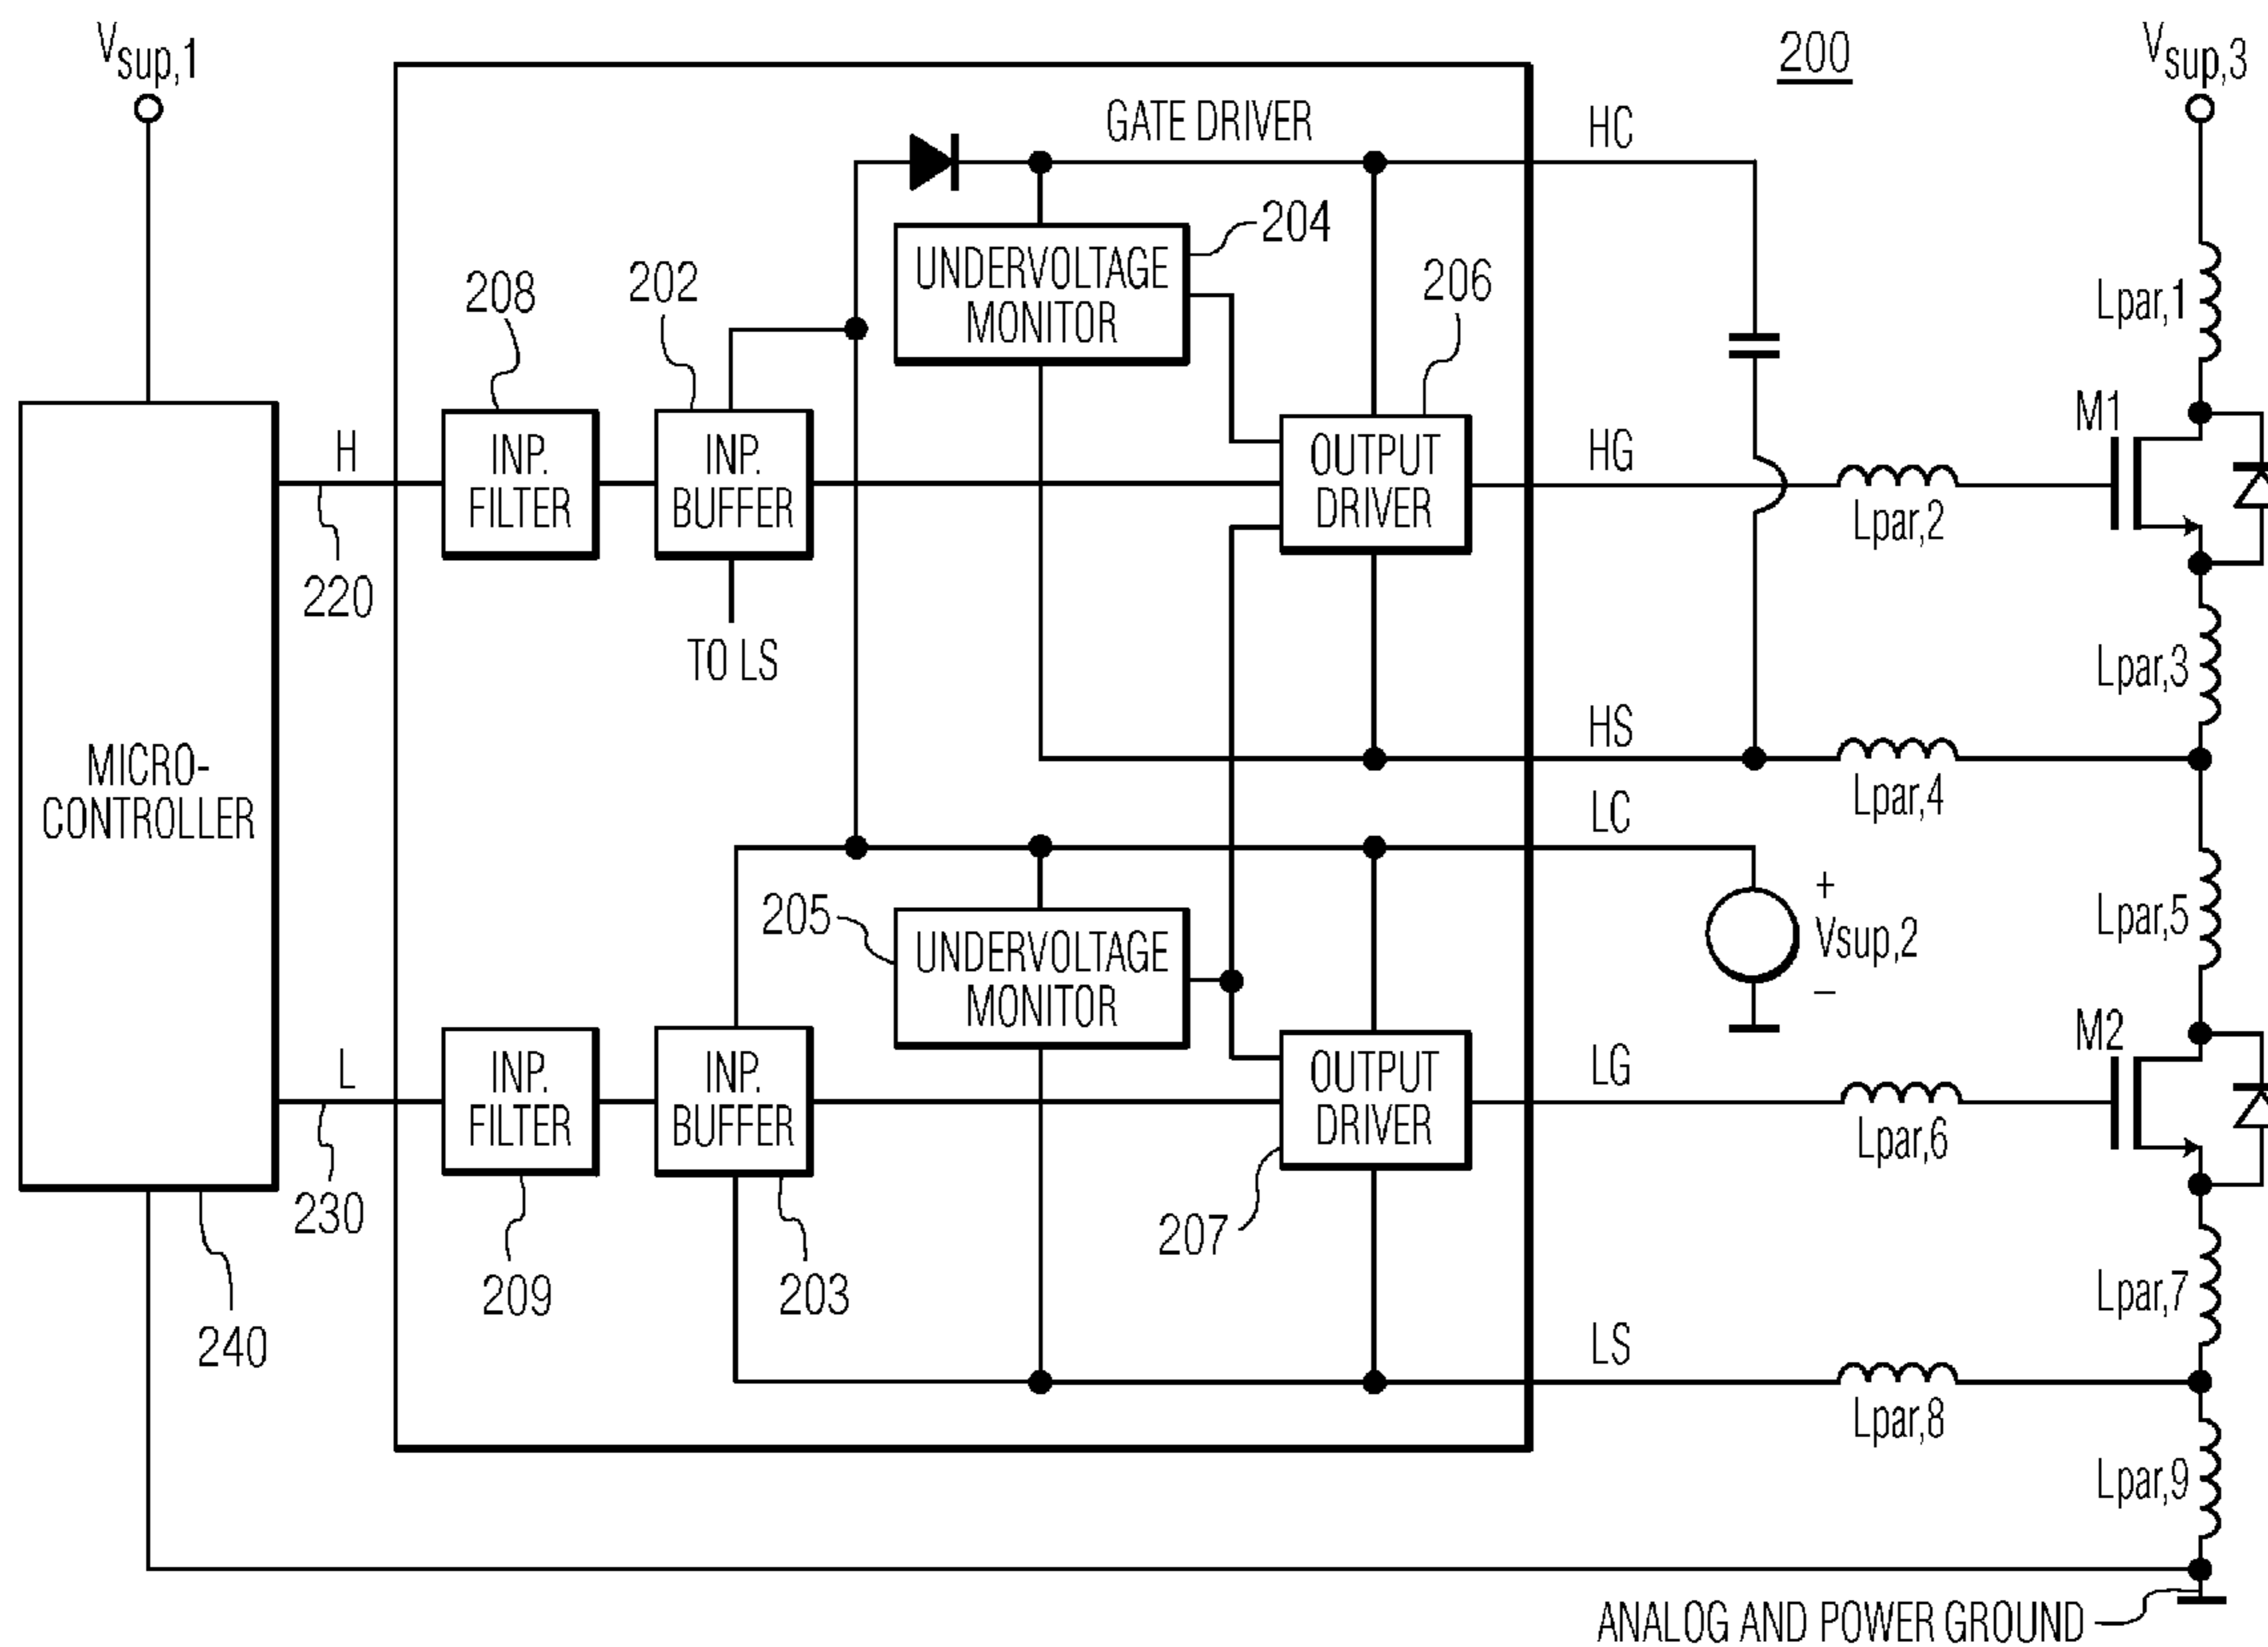 Vsup,1
200
Vsup,3
GATE DRIVER
HC
204
UNDERVOLTAGE
MONITOR
208
202
206
Lpar,1
M1
H
INP.
FILTER
INP.
BUFFER
OUTPUT
DRIVER
HG
Lpar,2
220
TO LS
Lpar,3
HS
Lpar,4
MICRO-
CONTROLLER
LC
205
UNDERVOLTAGE
MONITOR
+
Vsup,2
–
Lpar,5
M2
L
INP.
FILTER
INP.
BUFFER
OUTPUT
DRIVER
LG
Lpar,6
230
207
209
203
Lpar,7
240
LS
Lpar,8
Lpar,9
ANALOG AND POWER GROUND